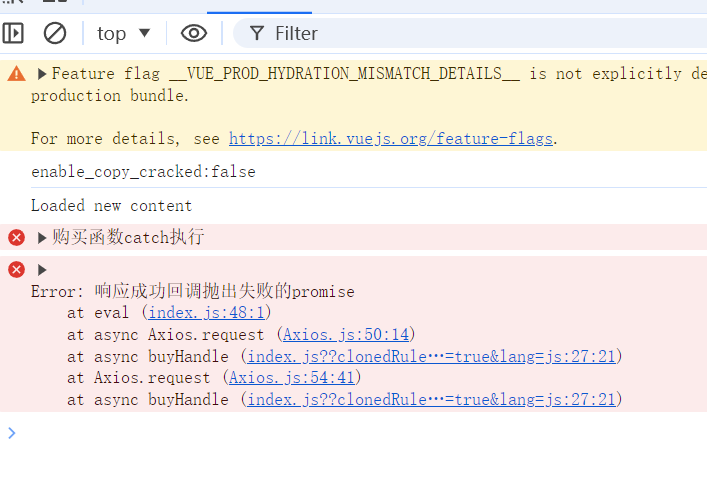 top ▼ Filter
▶Feature flag __VUE_PROD_HYDRATION_MISMATCH_DETAILS__ is not explicitly de
production bundle.
For more details, see https://link.vuejs.org/feature-flags.
enable_copy_cracked:false
Loaded new content
▶购买函数catch执行
▶
Error: 响应成功回调抛出失败的promise
at eval (index.js:48:1)
at async Axios.request (Axios.js:50:14)
at async buyHandle (index.js??clonedRule…=true&lang=js:27:21)
at Axios.request (Axios.js:54:41)
at async buyHandle (index.js??clonedRule…=true&lang=js:27:21)